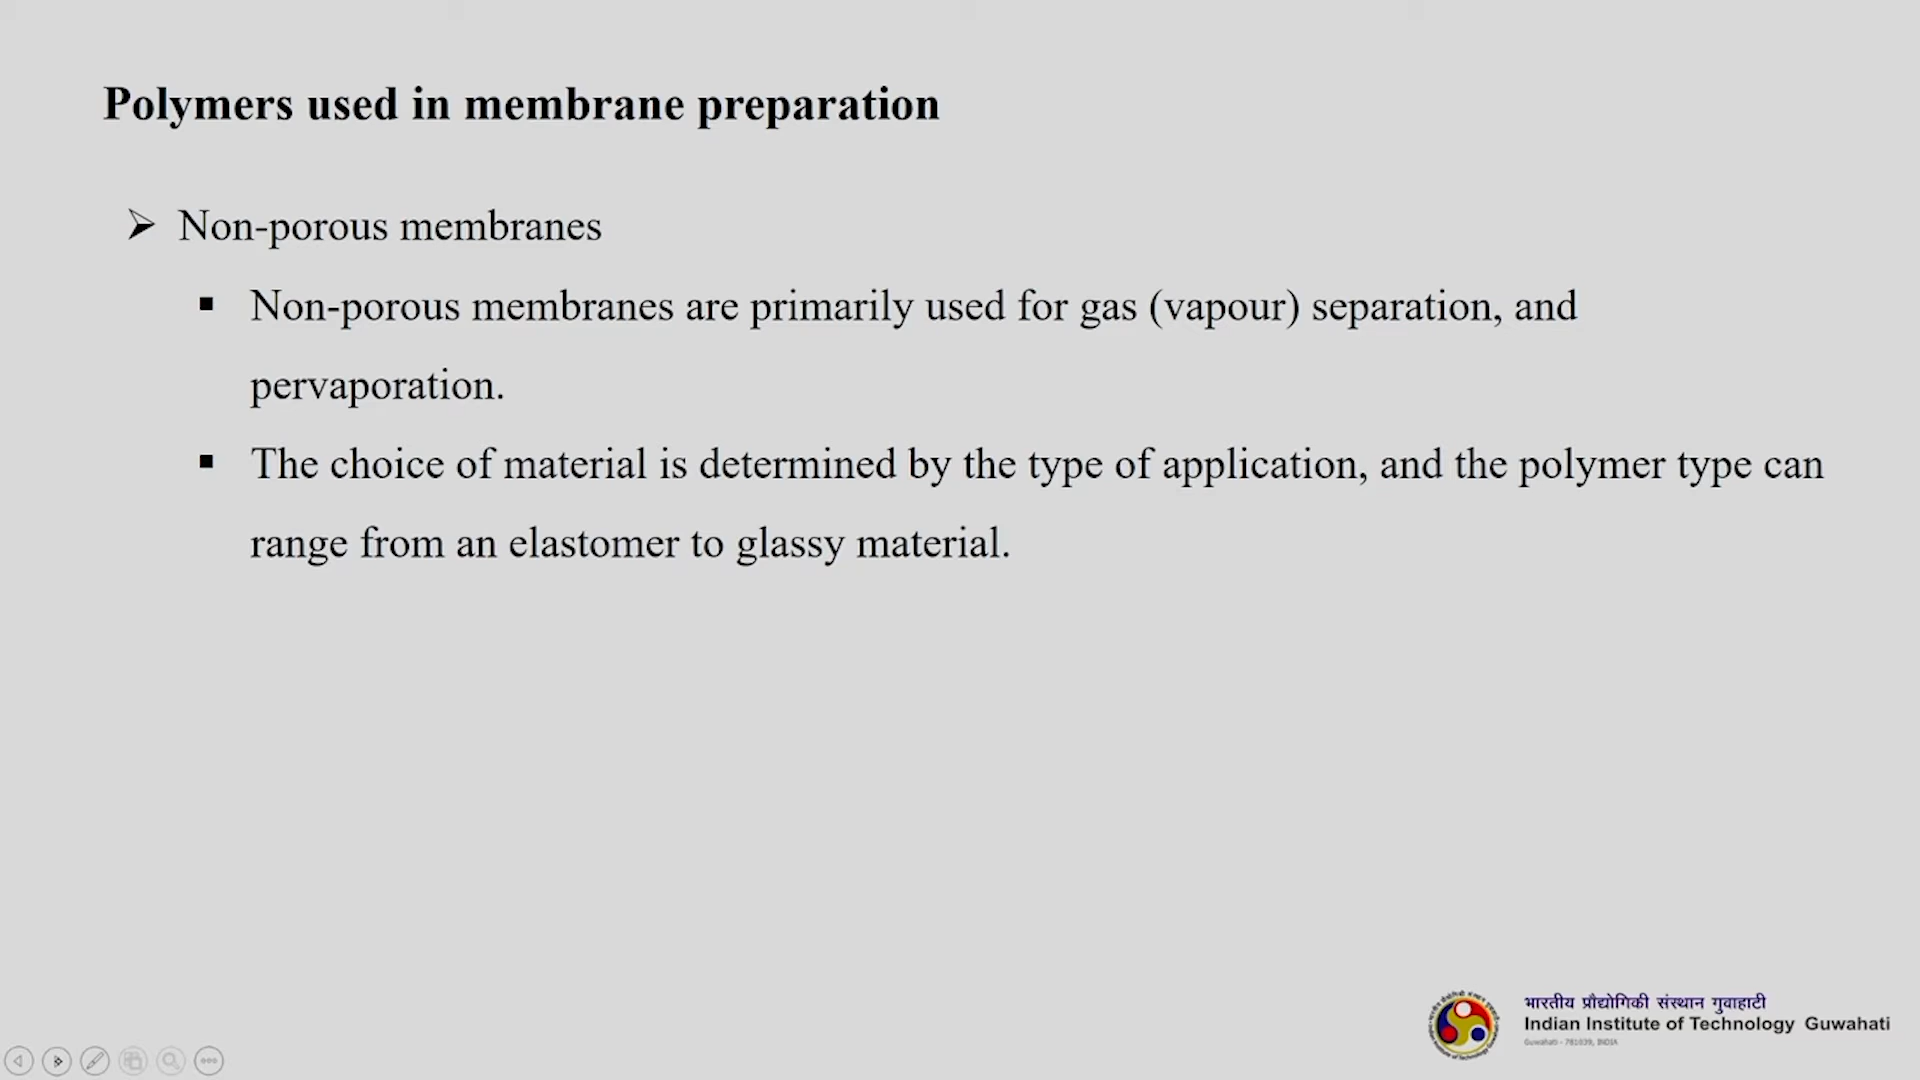 Polymers used in membrane preparation
➢ Non-porous membranes
▪ Non-porous membranes are primarily used for gas (vapour) separation, and
pervaporation.
▪ The choice of material is determined by the type of application, and the polymer type can
range from an elastomer to glassy material.
भारतीय प्रौद्योगिकी संस्थान गुवाहाटी
Indian Institute of Technology Guwahati
Guwahati - 781039, INDIA